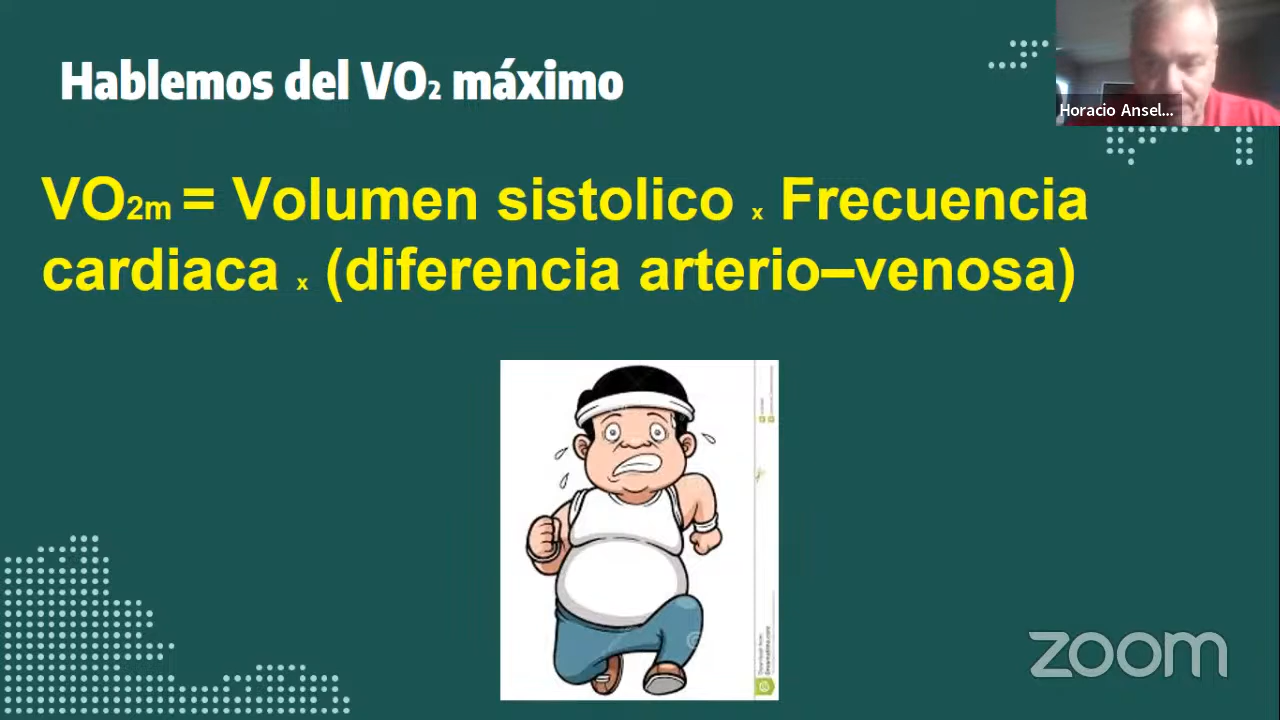 Hablemos del VO₂ máximo
Horacio Ansel...
VO2m = Volumen sistolico x Frecuencia
cardiaca x (diferencia arterio–venosa)
zoom